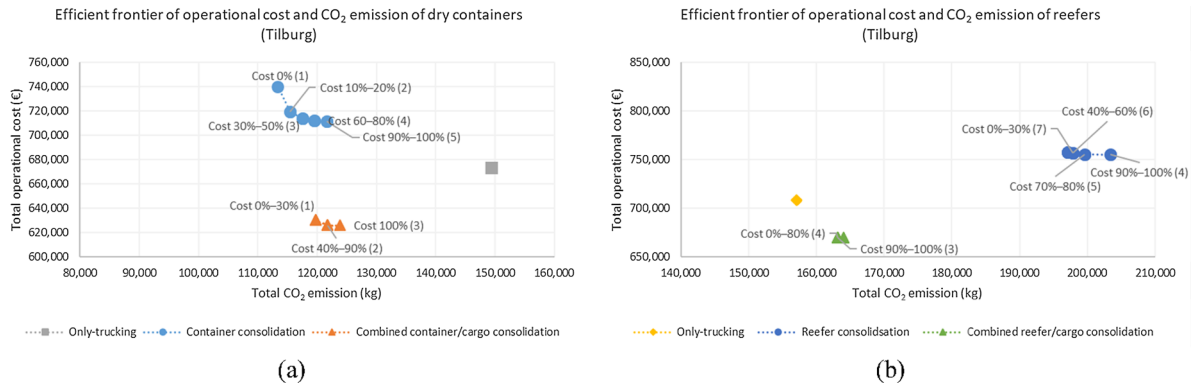 Efficient frontier of operational cost and CO₂ emission of dry containers
(Tilburg)
760,000
740,000
720,000
700,000
680,000
660,000
640,000
620,000
600,000
Total operational cost (€)
Cost 0% (1)
Cost 10%–20% (2)
Cost 30%–50% (3)
Cost 60–80% (4)
Cost 90%–100% (5)
Cost 0%–30% (1)
Cost 100% (3)
Cost 40%–90% (2)
80,000 90,000 100,000 110,000 120,000 130,000 140,000 150,000 160,000
Total CO₂ emission (kg)
Only-trucking Container consolidation Combined container/cargo consolidation
(a)
Efficient frontier of operational cost and CO₂ emission of reefers
(Tilburg)
850,000
800,000
750,000
700,000
650,000
Total operational cost (€)
Cost 40%–60% (6)
Cost 0%–30% (7)
Cost 90%–100% (4)
Cost 70%–80% (5)
Cost 0%–80% (4)
Cost 90%–100% (3)
140,000 150,000 160,000 170,000 180,000 190,000 200,000 210,000
Total CO₂ emission (kg)
Only-trucking Reefer consolidsation Combined reefer/cargo consolidation
(b)